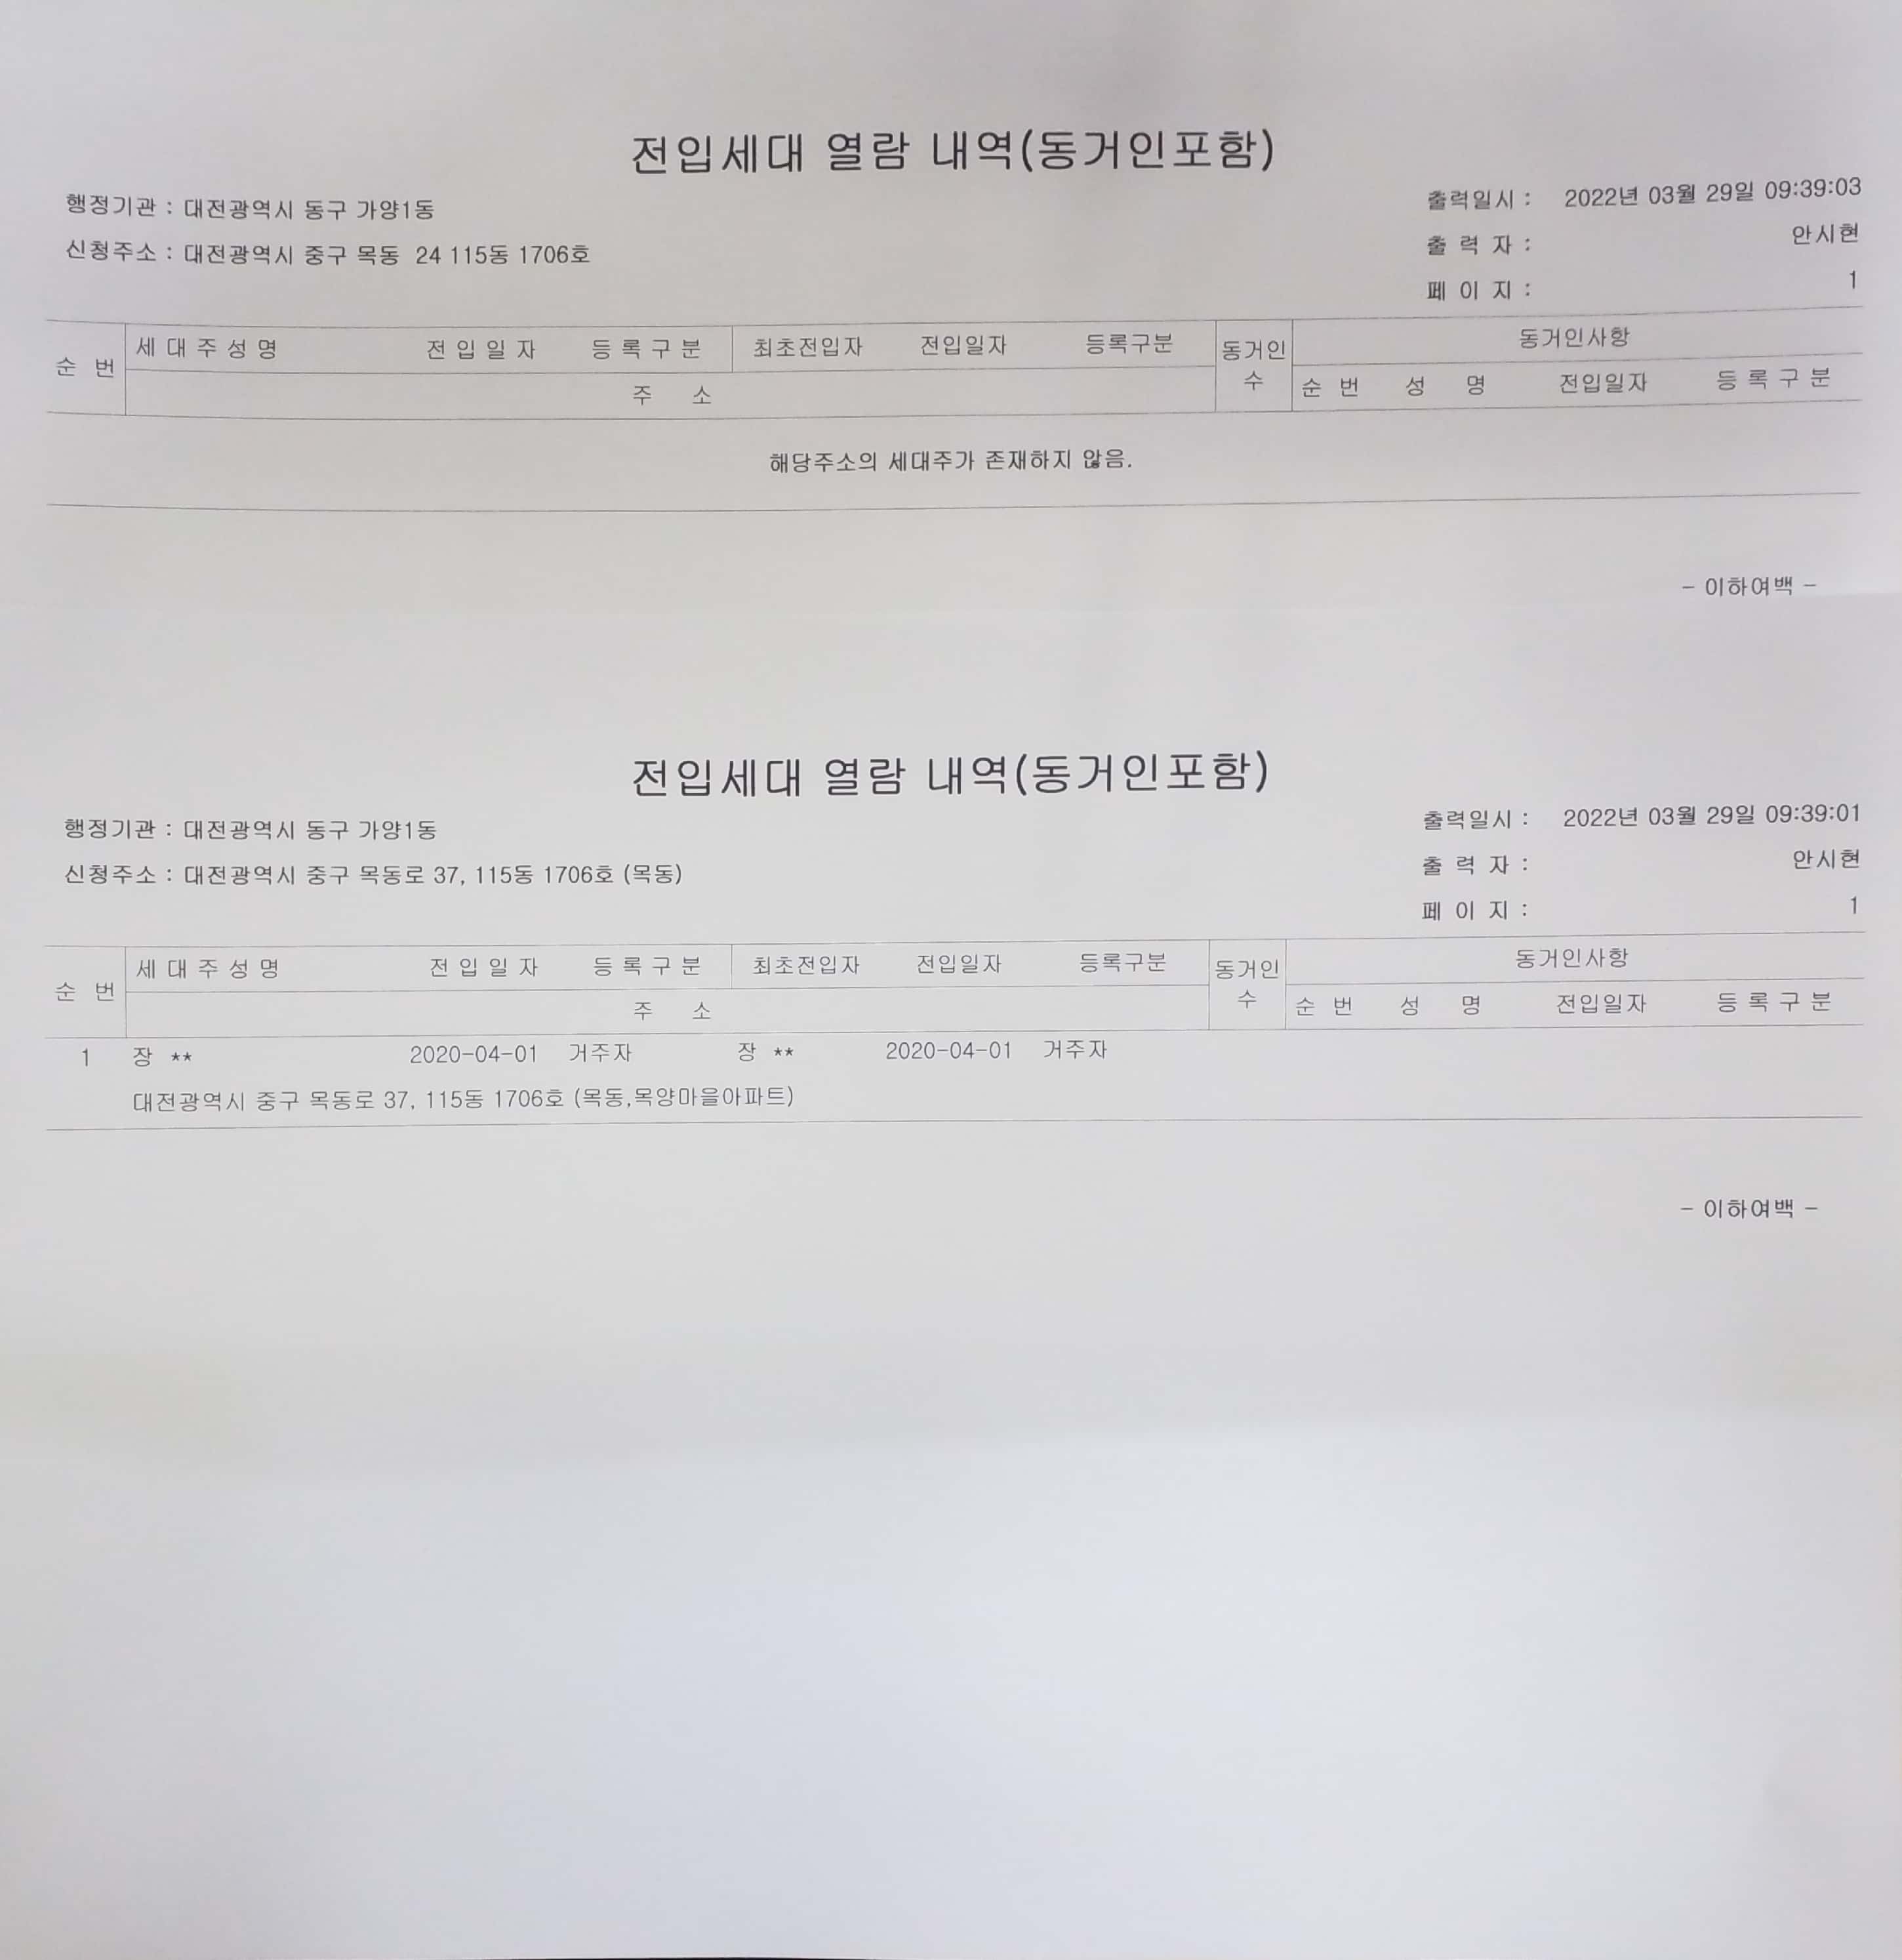 전입세대 열람 내역(동거인포함)
행정기관 : 대전광역시 동구 가양1동
출력일시 : 2022년 03월 29일 09:39:03
신청주소 : 대전광역시 중구 목동 24 115동 1706호
출 력 자 : 안시현
페 이 지 : 1
순 번 세 대 주 성 명 전 입 일 자 등 록 구 분 최초전입자 전입일자 등록구분 동거인 수 동거인사항
주 소 순 번 성 명 전입일자 등 록 구 분
해당주소의 세대주가 존재하지 않음.
- 이하여백 -
전입세대 열람 내역(동거인포함)
행정기관 : 대전광역시 동구 가양1동
출력일시 : 2022년 03월 29일 09:39:01
신청주소 : 대전광역시 중구 목동로 37, 115동 1706호 (목동)
출 력 자 : 안시현
페 이 지 : 1
순 번 세 대 주 성 명 전 입 일 자 등 록 구 분 최초전입자 전입일자 등록구분 동거인 수 동거인사항
주 소 순 번 성 명 전입일자 등 록 구 분
1 장 ** 2020-04-01 거주자 장 ** 2020-04-01 거주자
대전광역시 중구 목동로 37, 115동 1706호 (목동,목양마을아파트)
- 이하여백 -